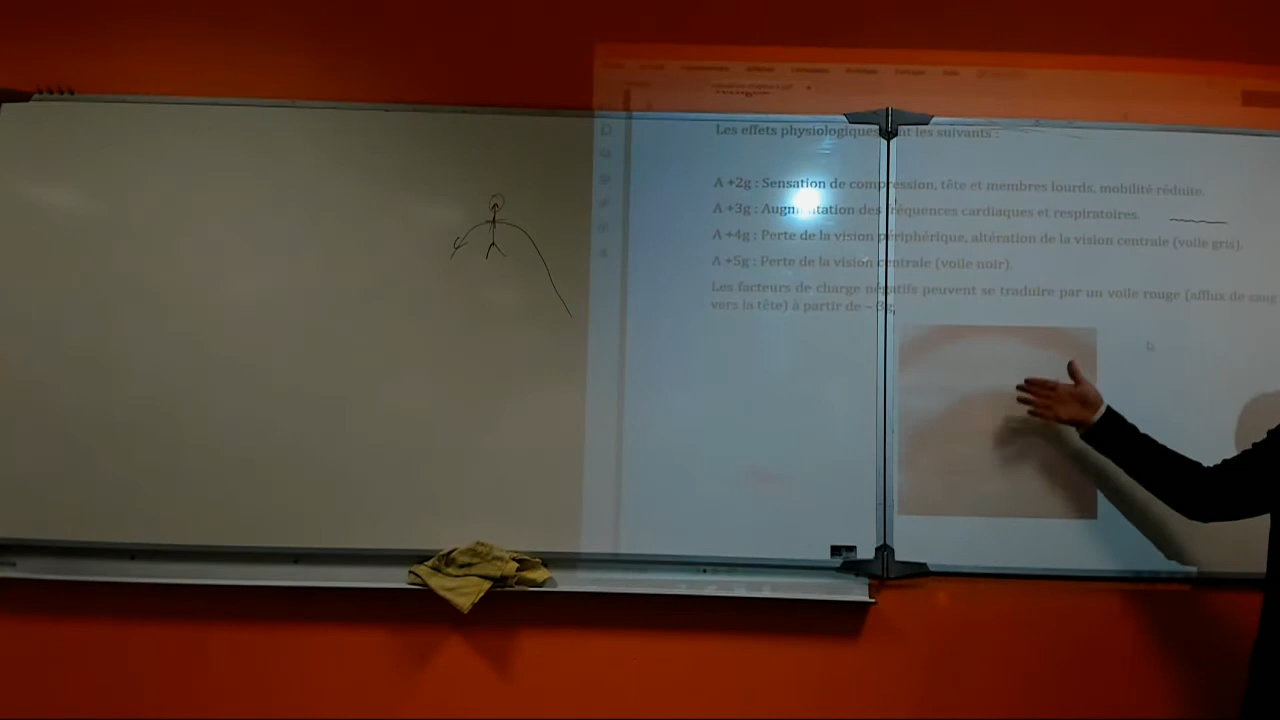 Les effets physiologiques sont les suivants :
A +2g : Sensation de compression, tête et membres lourds, mobilité réduite.
A +3g : Augmentation des fréquences cardiaques et respiratoires.
A +4g : Perte de la vision périphérique, altération de la vision centrale (voile gris).
A +5g : Perte de la vision centrale (voile noir).
Les facteurs de charge négatifs peuvent se traduire par un voile rouge (afflux de sang
vers la tête) à partir de – 3g.